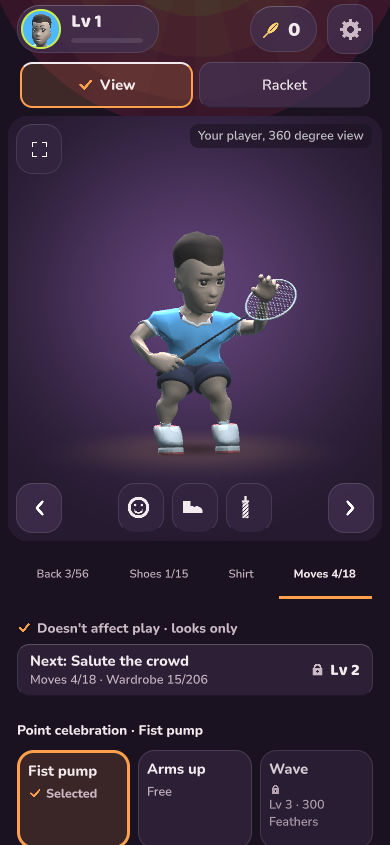 Lv 1
0
View
Racket
Your player, 360 degree view
Back 3/56
Shoes 1/15
Shirt
Moves 4/18
Doesn't affect play · looks only
Next: Salute the crowd
Moves 4/18 · Wardrobe 15/206
Lv 2
Point celebration · Fist pump
Fist pump
Selected
Arms up
Free
Wave
Lv 3 · 300
Feathers